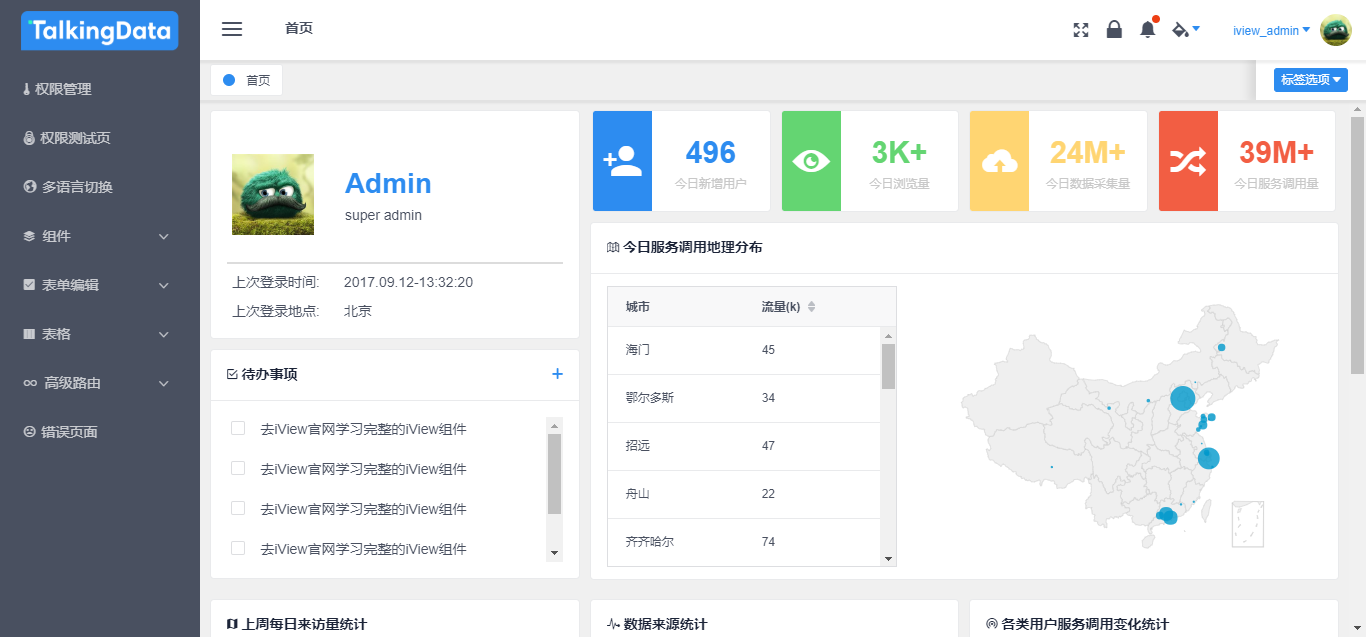 TalkingData
首页
iview_admin
权限管理
权限测试页
多语言切换
组件
表单编辑
表格
高级路由
错误页面
首页
标签选项
Admin
super admin
上次登录时间: 2017.09.12-13:32:20
上次登录地点: 北京
496
今日新增用户
3K+
今日浏览量
24M+
今日数据采集量
39M+
今日服务调用量
待办事项
去iView官网学习完整的iView组件
去iView官网学习完整的iView组件
去iView官网学习完整的iView组件
去iView官网学习完整的iView组件
今日服务调用地理分布
城市 流量(k)
海门 45
鄂尔多斯 34
招远 47
舟山 22
齐齐哈尔 74
上周每日来访量统计
数据来源统计
各类用户服务调用变化统计